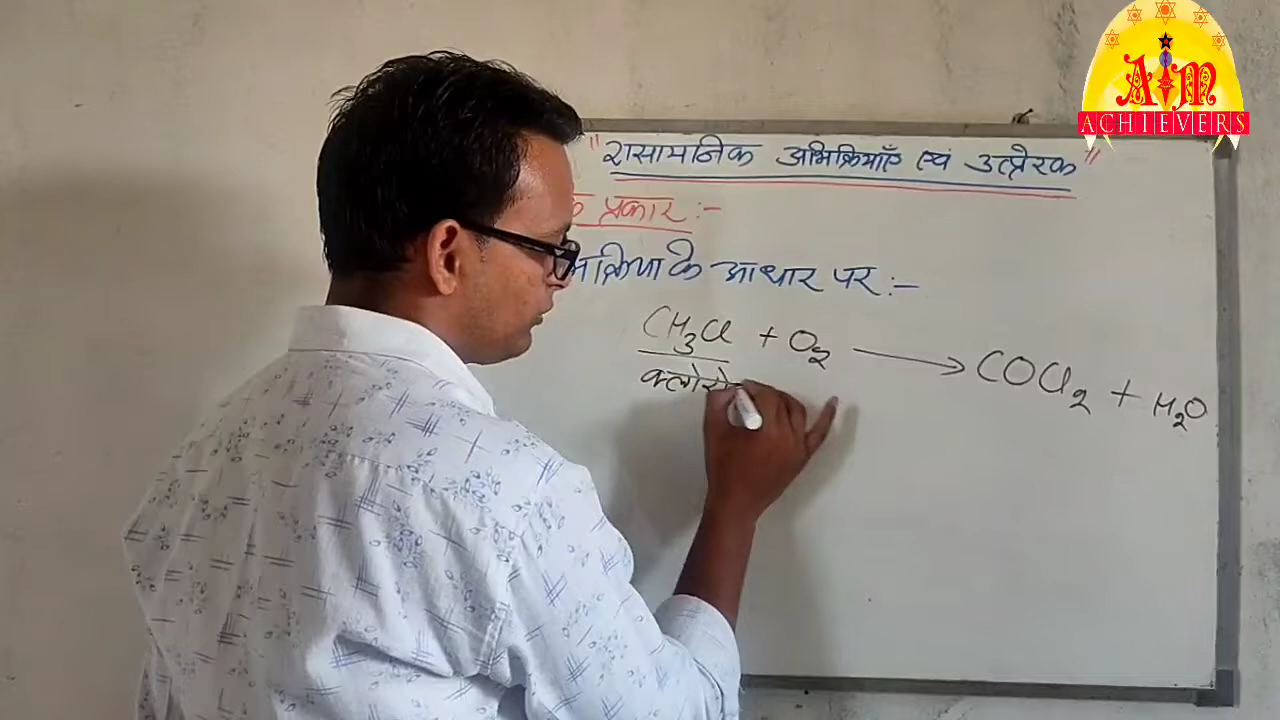 AIM
ACHIEVERS
"रासायनिक अभिक्रियाएँ एवं उत्प्रेरक"
के प्रकार :-
क्रिया के आधार पर :-
CH3Cl + O2 → COCl2 + H2O
क्लोरो